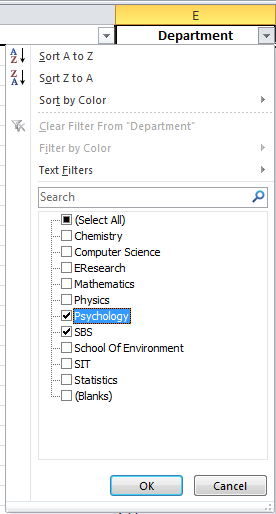 E
Department
Sort A to Z
Sort Z to A
Sort by Color
Clear Filter From "Department"
Filter by Color
Text Filters
Search
(Select All)
Chemistry
Computer Science
EResearch
Mathematics
Physics
Psychology
SBS
School Of Environment
SIT
Statistics
(Blanks)
OK Cancel